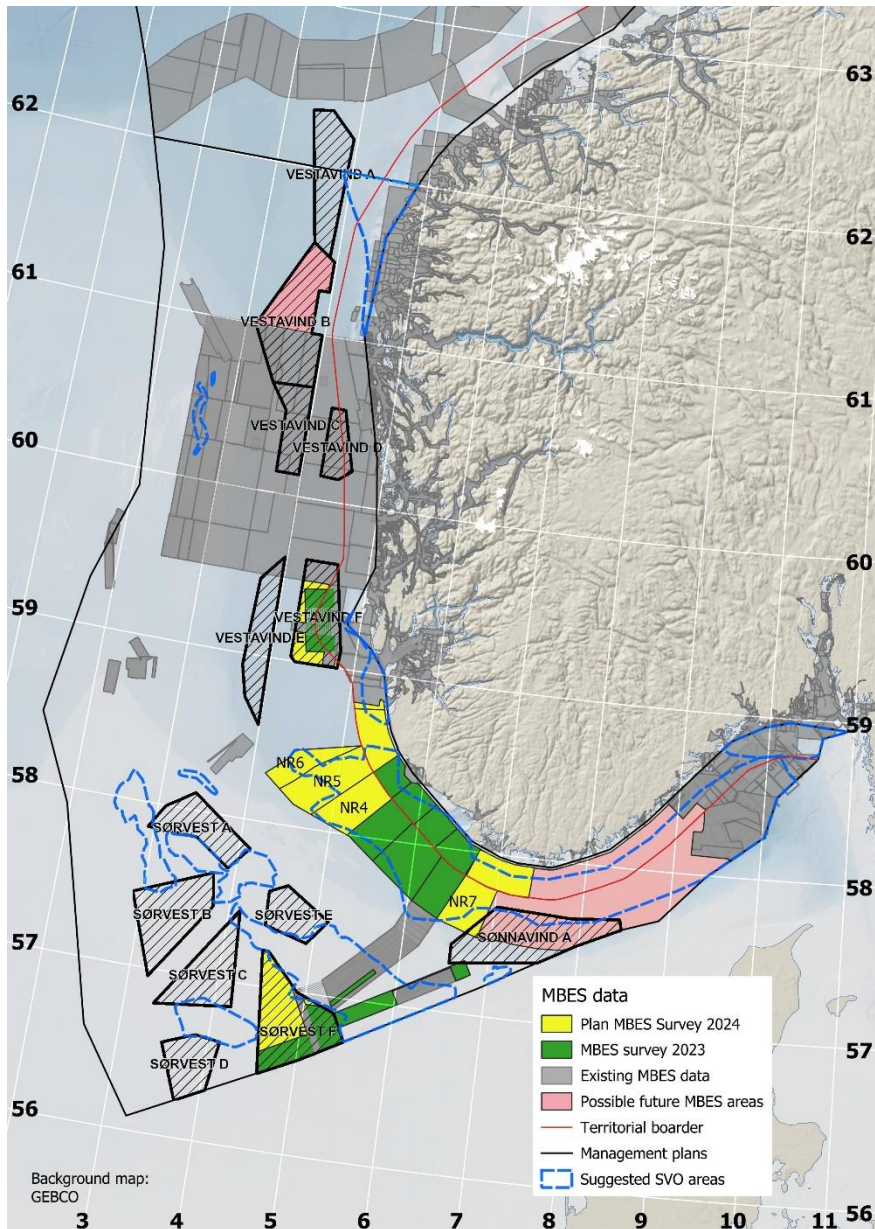 62
63
VESTAVIND A
62
61
VESTAVIND B
61
VESTAVIND C
60
VESTAVIND D
60
59
VESTAVIND F
VESTAVIND E
59
58
NR6
NR5
NR4
SØRVEST A
58
SØRVEST B
SØRVEST E
NR7
SØNNAVIND A
57
SØRVEST C
SØRVEST F
SØRVEST D
57
56
MBES data
Plan MBES Survey 2024
MBES survey 2023
Existing MBES data
Possible future MBES areas
Territorial boarder
Management plans
Suggested SVO areas
Background map:
GEBCO
56
3 4 5 6 7 8 9 10 11